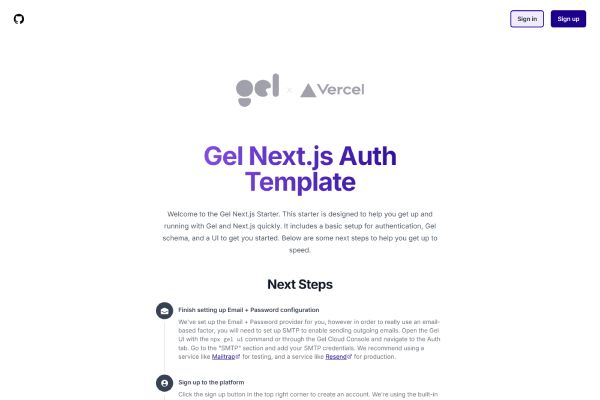 Sign in
Sign up
gel × Vercel
Gel Next.js Auth
Template
Welcome to the Gel Next.js Starter. This starter is designed to help you get up and
running with Gel and Next.js quickly. It includes a basic setup for authentication, Gel
schema, and a UI to get you started. Below are some next steps to help you get up to
speed.
Next Steps
Finish setting up Email + Password configuration
We've set up the Email + Password provider for you, however in order to really use an email-
based factor, you will need to set up SMTP to enable sending outgoing emails. Open the Gel
UI with the npx gel ui command or through the Gel Cloud Console and navigate to the Auth
tab. Go to the "SMTP" section and add your SMTP credentials. We recommend using a
service like Mailtrap for testing, and a service like Resend for production.
Sign up to the platform
Click the sign up button in the top right corner to create an account. We're using the built-in